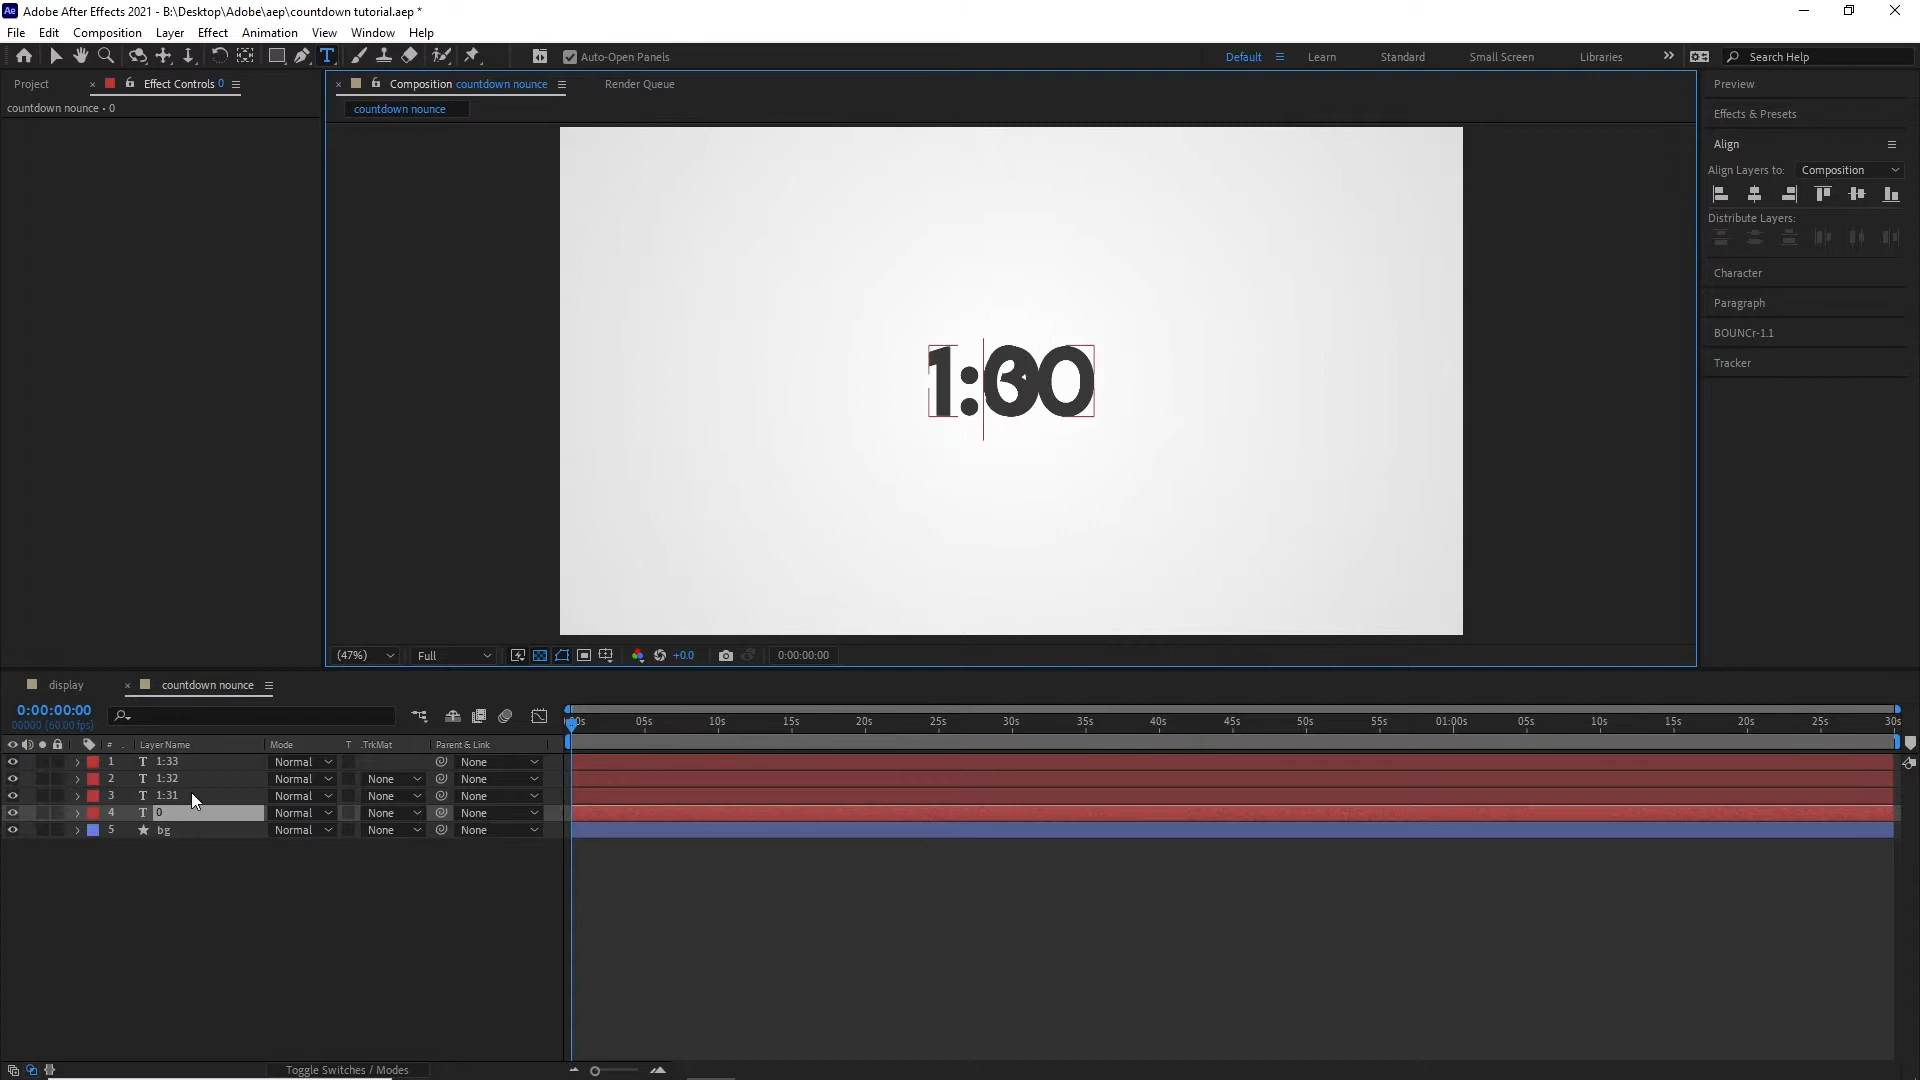 Ae Adobe After Effects 2021 - B:\Desktop\Adobe\aep\countdown tutorial.aep *
File Edit Composition Layer Effect Animation View Window Help
T Auto-Open Panels Default Learn Standard Small Screen Libraries Search Help
Project Effect Controls 0
countdown nounce • 0
Composition countdown nounce Render Queue
countdown nounce
Preview
Effects & Presets
Align
Align Layers to: Composition
Distribute Layers:
Character
Paragraph
BOUNCr-1.1
Tracker
(47%) Full +0.0 0:00:00:00
display countdown nounce
0:00:00:00
00000 (60.00 fps)
05s 10s 15s 20s 25s 30s 35s 40s 45s 50s 55s 01:00s 05s 10s 15s 20s 25s 30s
# . Layer Name Mode T .TrkMat Parent & Link
1 T 1:33 Normal None
2 T 1:32 Normal None None
3 T 1:31 Normal None None
4 T 0 Normal None None
5 bg Normal None None
Toggle Switches / Modes